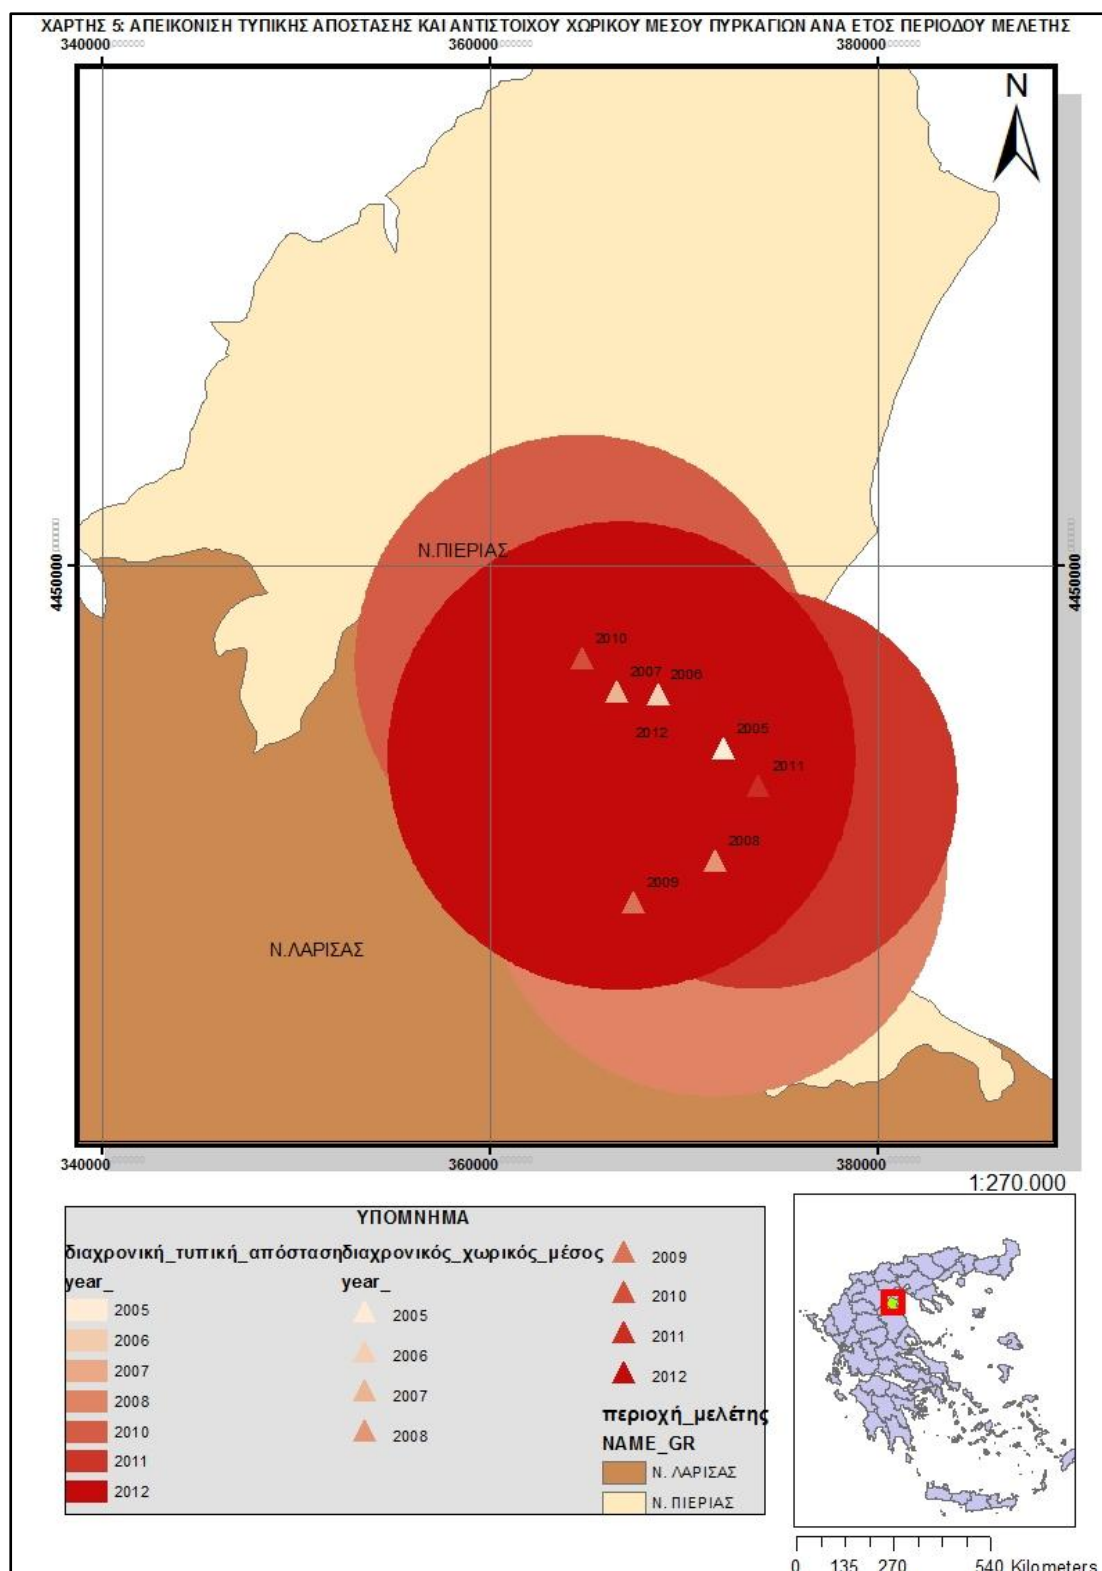 ΧΑΡΤΗΣ 5: ΑΠΕΙΚΟΝΙΣΗ ΤΥΠΙΚΗΣ ΑΠΟΣΤΑΣΗΣ ΚΑΙ ΑΝΤΙΣΤΟΙΧΟΥ ΧΩΡΙΚΟΥ ΜΕΣΟΥ ΠΥΡΚΑΓΙΩΝ ΑΝΑ ΕΤΟΣ ΠΕΡΙΟΔΟΥ ΜΕΛΕΤΗΣ
340000 360000 380000
N
4450000 4450000
Ν.ΠΙΕΡΙΑΣ
2010
2007 2006
2012 2005
2011
2008
2009
Ν.ΛΑΡΙΣΑΣ
340000 360000 380000
1:270.000
ΥΠΟΜΝΗΜΑ
διαχρονική_τυπική_απόσταση
year_
2005
2006
2007
2008
2010
2011
2012
διαχρονικός_χωρικός_μέσος
year_
2005
2006
2007
2008
2009
2010
2011
2012
περιοχή_μελέτης
NAME_GR
Ν. ΛΑΡΙΣΑΣ
Ν. ΠΙΕΡΙΑΣ
0 135 270 540 Kilometers